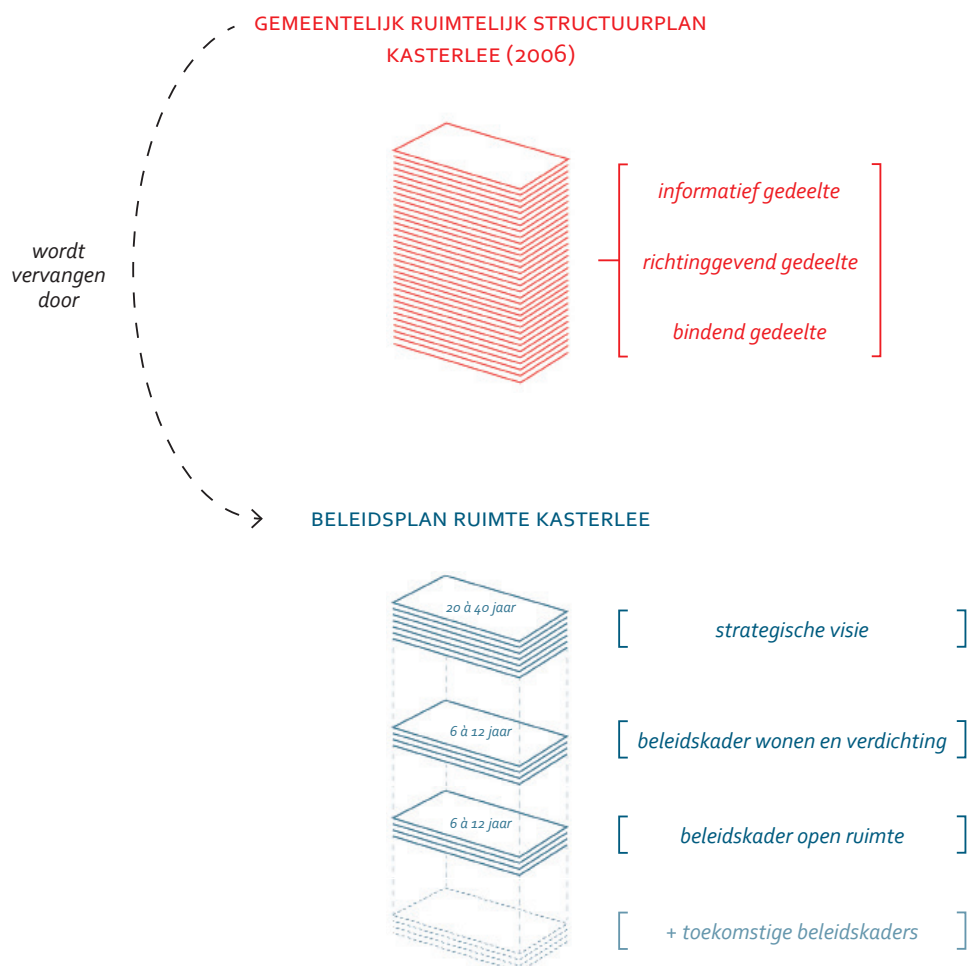 GEMEENTELIJK RUIMTELIJK STRUCTUURPLAN
KASTERLEE (2006)
informatief gedeelte
richtinggevend gedeelte
bindend gedeelte
wordt
vervangen
door
BELEIDSPLAN RUIMTE KASTERLEE
20 à 40 jaar
strategische visie
6 à 12 jaar
beleidskader wonen en verdichting
6 à 12 jaar
beleidskader open ruimte
+ toekomstige beleidskaders